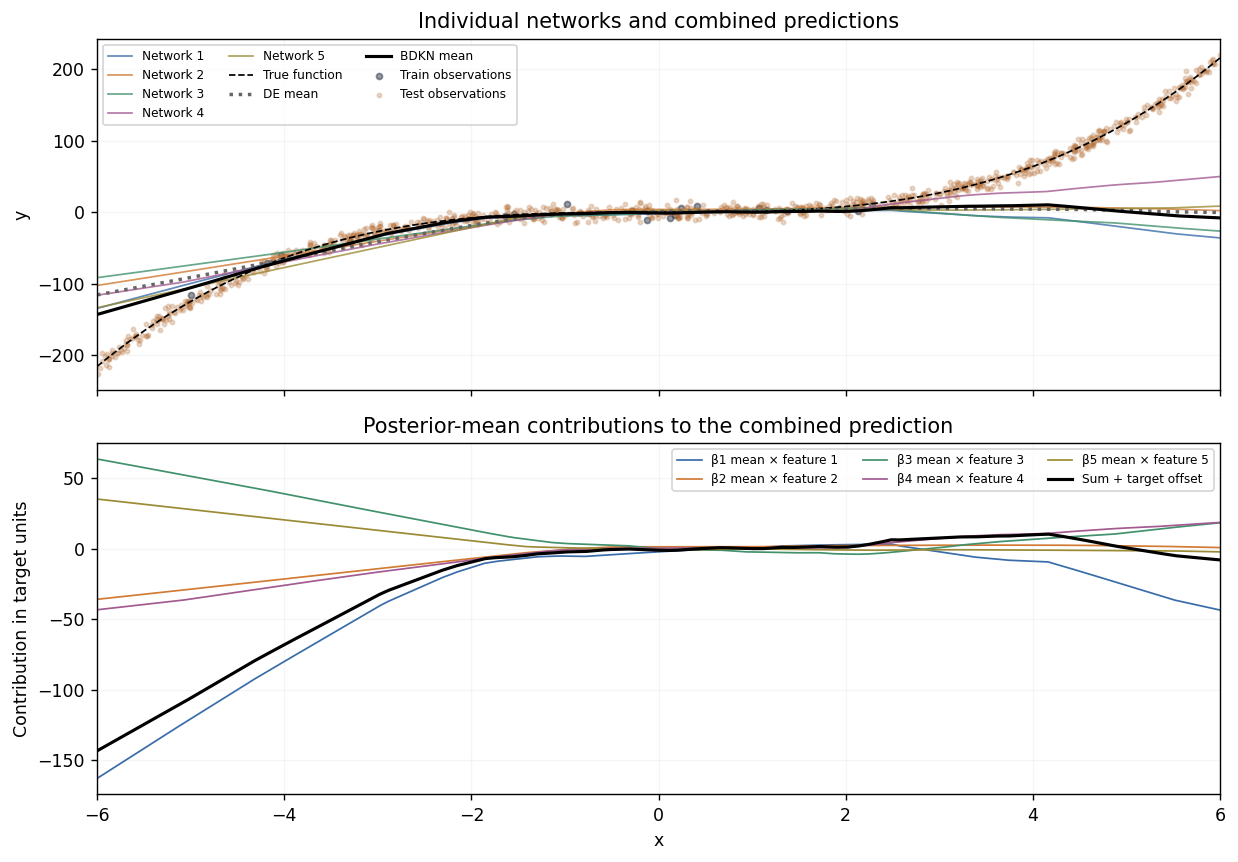 Individual networks and combined predictions
Network 1
Network 2
Network 3
Network 4
Network 5
True function
DE mean
BDKN mean
Train observations
Test observations
200
100
0
−100
−200
y
Posterior-mean contributions to the combined prediction
β1 mean × feature 1
β2 mean × feature 2
β3 mean × feature 3
β4 mean × feature 4
β5 mean × feature 5
Sum + target offset
50
0
−50
−100
−150
Contribution in target units
−6
−4
−2
0
2
4
6
x